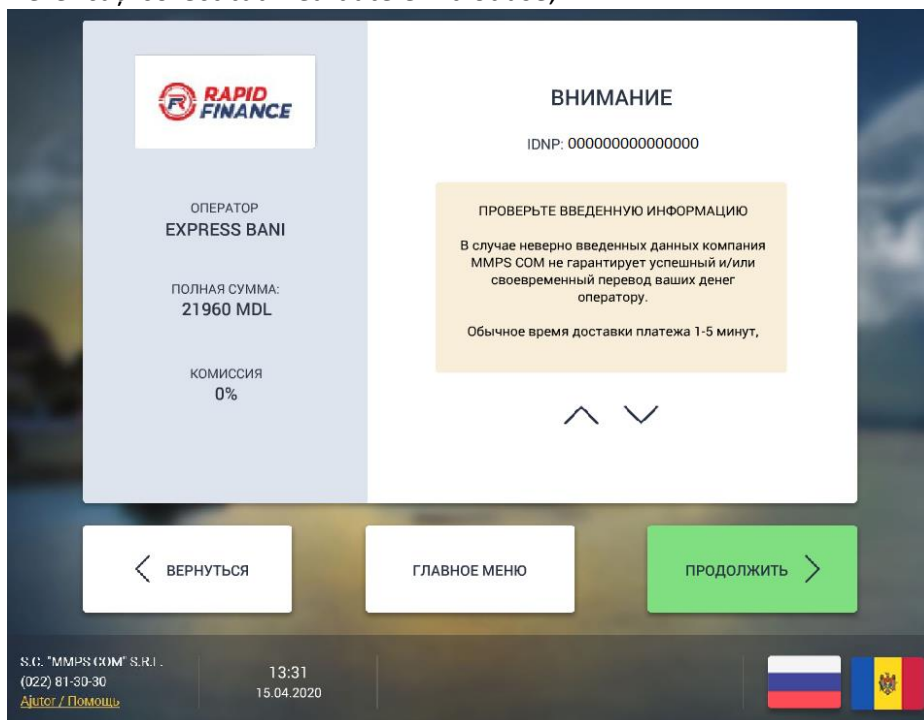 RAPID
FINANCE
ОПЕРАТОР
EXPRESS BANI
ПОЛНАЯ СУММА:
21960 MDL
КОМИССИЯ
0%
ВНИМАНИЕ
IDNP: 000000000000000
ПРОВЕРЬТЕ ВВЕДЕННУЮ ИНФОРМАЦИЮ
В случае неверно введенных данных компания
MMPS COM не гарантирует успешный и/или
своевременный перевод ваших денег
оператору.
Обычное время доставки платежа 1-5 минут,
ВЕРНУТЬСЯ
ГЛАВНОЕ МЕНЮ
ПРОДОЛЖИТЬ
S.C. "MMPS COM" S.R.L.
(022) 81-30-30
Ajutor / Помощь
13:31
15.04.2020